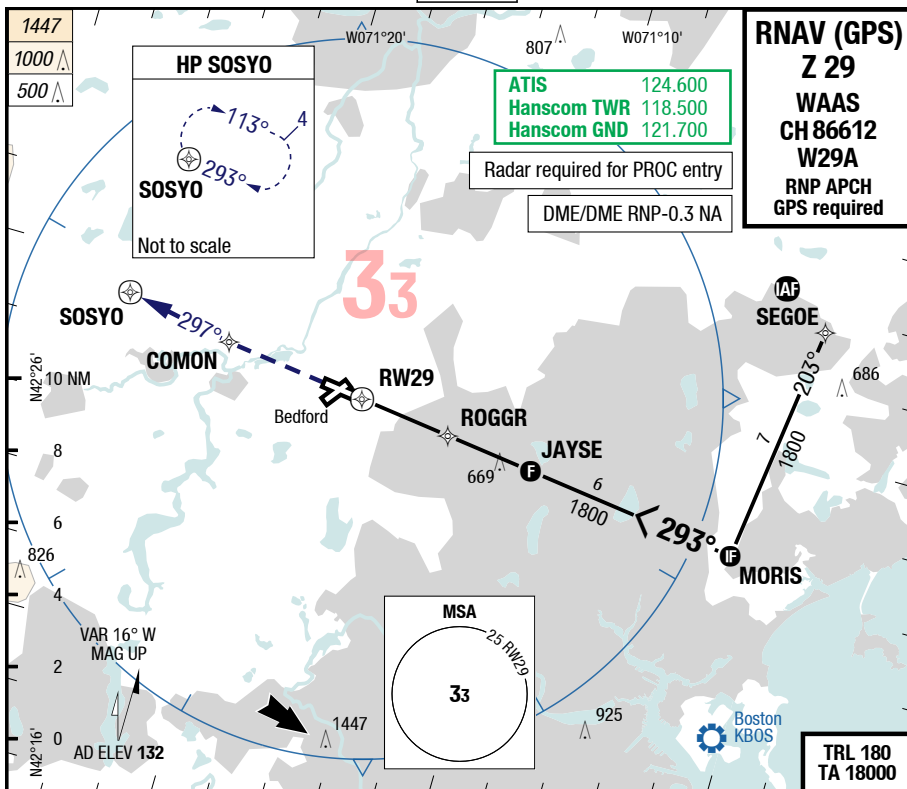 1447
1000
500
HP SOSYO
113°
4
293°
SOSYO
Not to scale
W071°20'
807
W071°10'
ATIS 124.600
Hanscom TWR 118.500
Hanscom GND 121.700
Radar required for PROC entry
DME/DME RNP-0.3 NA
RNAV (GPS)
Z 29
WAAS
CH 86612
W29A
RNP APCH
GPS required
33
SOSYO
297°
COMON
IAF
SEGOE
203°
686
N42°26'
10 NM
RW29
Bedford
ROGGR
JAYSE
F
669
6
1800
7
1800
293°
IF
MORIS
8
6
826
4
VAR 16° W
MAG UP
2
0
N42°16'
AD ELEV 132
1447
MSA
25 RW29
33
925
Boston
KBOS
TRL 180
TA 18000